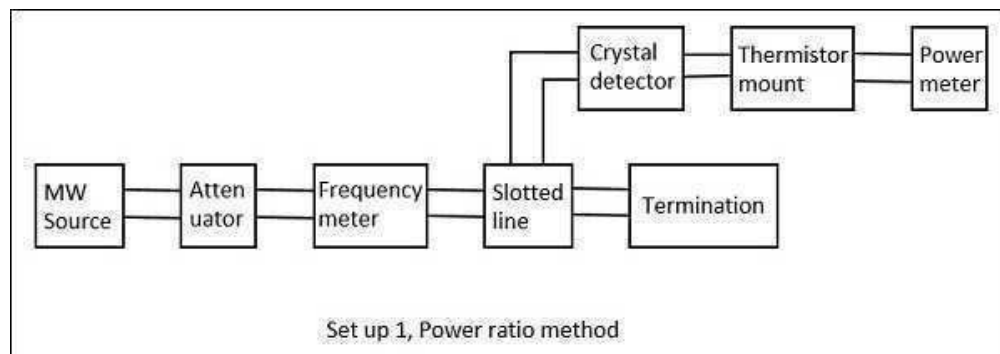 Crystal
detector
Thermistor
mount
Power
meter
MW
Source
Atten
uator
Frequency
meter
Slotted
line
Termination
Set up 1, Power ratio method